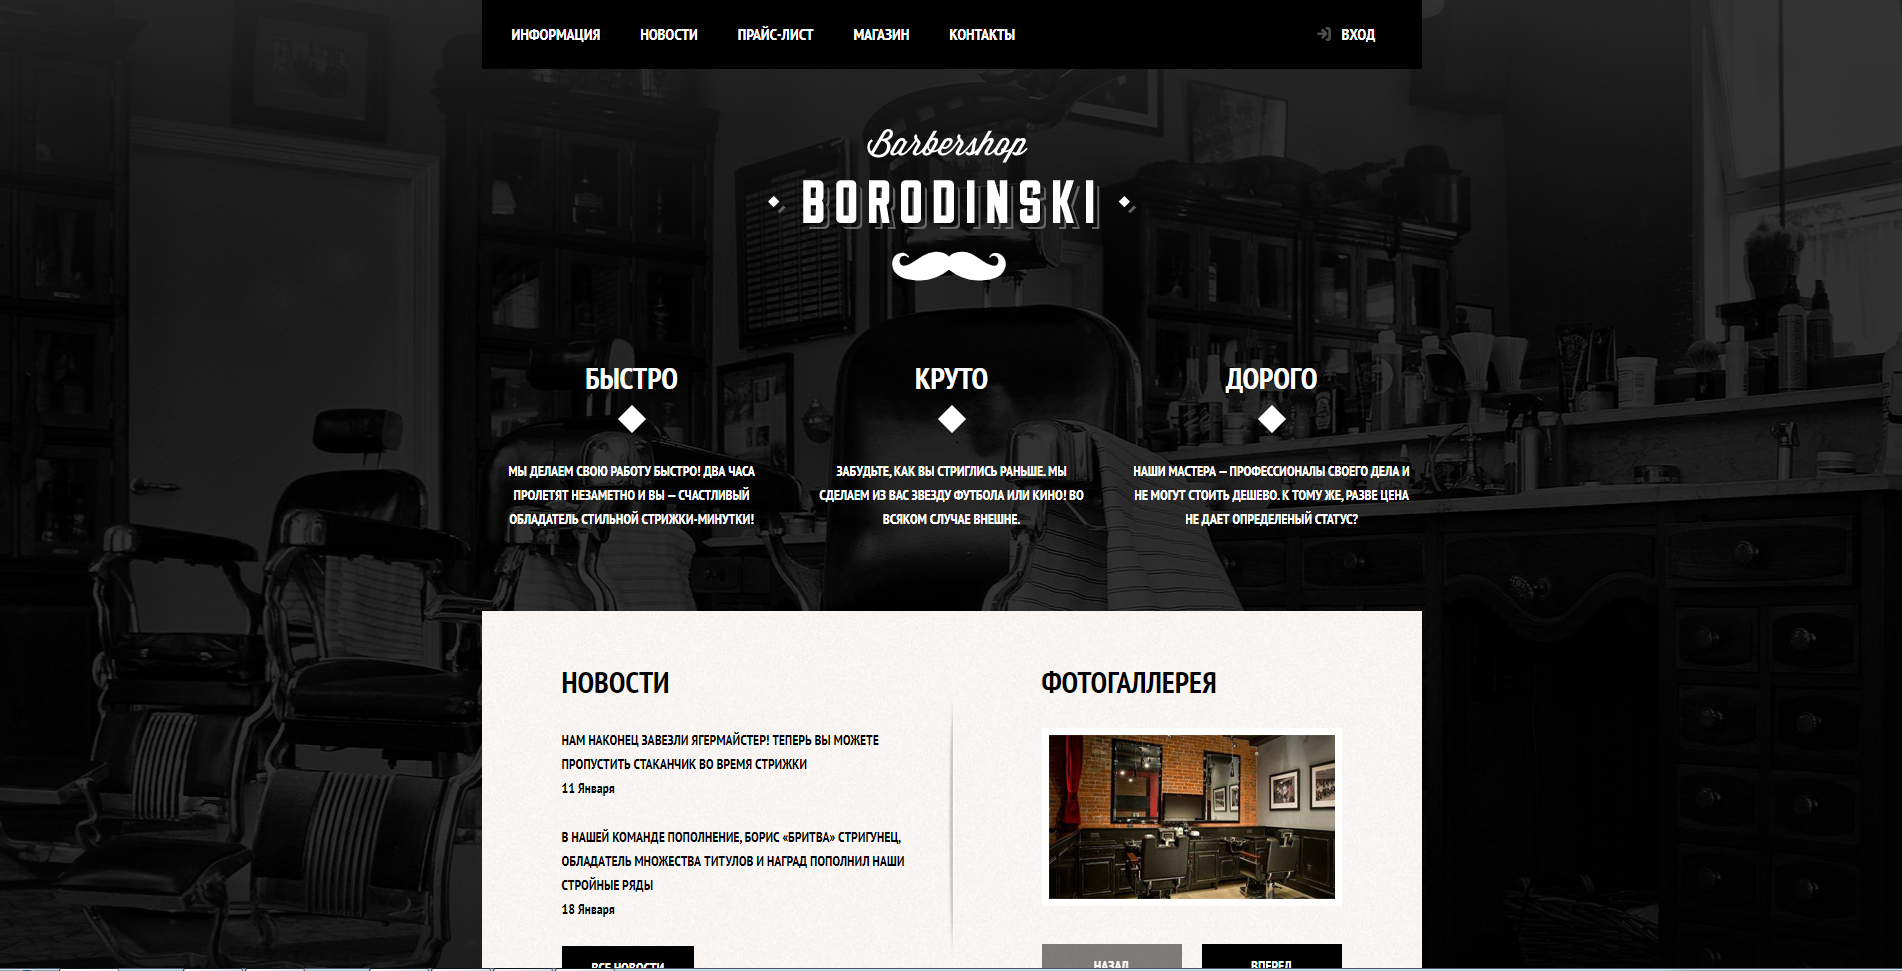 ИНФОРМАЦИЯ НОВОСТИ ПРАЙС-ЛИСТ МАГАЗИН КОНТАКТЫ ВХОД
Barbershop
BORODINSKI
БЫСТРО
МЫ ДЕЛАЕМ СВОЮ РАБОТУ БЫСТРО! ДВА ЧАСА
ПРОЛЕТЯТ НЕЗАМЕТНО И ВЫ – СЧАСТЛИВЫЙ
ОБЛАДАТЕЛЬ СТИЛЬНОЙ СТРИЖКИ-МИНУТКИ!
КРУТО
ЗАБУДЬТЕ, КАК ВЫ СТРИГЛИСЬ РАНЬШЕ. МЫ
СДЕЛАЕМ ИЗ ВАС ЗВЕЗДУ ФУТБОЛА ИЛИ КИНО! ВО
ВСЯКОМ СЛУЧАЕ ВНЕШНЕ.
ДОРОГО
НАШИ МАСТЕРА – ПРОФЕССИОНАЛЫ СВОЕГО ДЕЛА И
НЕ МОГУТ СТОИТЬ ДЕШЕВО. К ТОМУ ЖЕ, РАЗВЕ ЦЕНА
НЕ ДАЕТ ОПРЕДЕЛЕНЫЙ СТАТУС?
НОВОСТИ
НАМ НАКОНЕЦ ЗАВЕЗЛИ ЯГЕРМАЙСТЕР! ТЕПЕРЬ ВЫ МОЖЕТЕ
ПРОПУСТИТЬ СТАКАНЧИК ВО ВРЕМЯ СТРИЖКИ
11 Января
В НАШЕЙ КОМАНДЕ ПОПОЛНЕНИЕ, БОРИС «БРИТВА» СТРИГУНЕЦ,
ОБЛАДАТЕЛЬ МНОЖЕСТВА ТИТУЛОВ И НАГРАД ПОПОЛНИЛ НАШИ
СТРОЙНЫЕ РЯДЫ
18 Января
ВСЕ НОВОСТИ
ФОТОГАЛЛЕРЕЯ
НАЗАД ВПЕРЕД